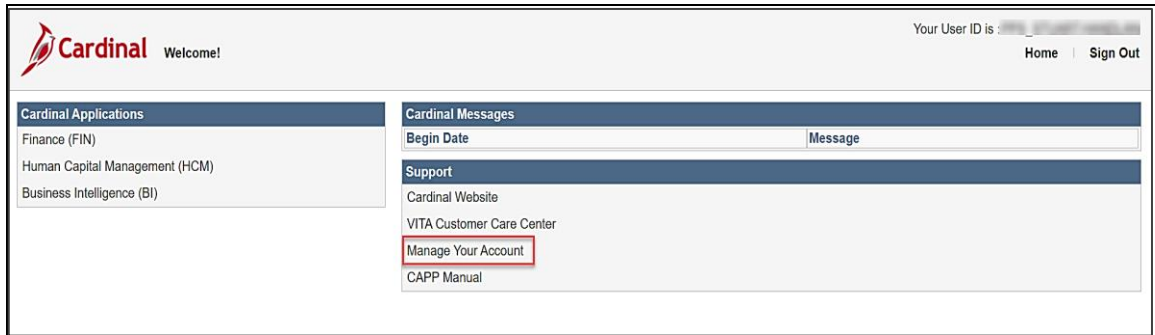 Your User ID is :
Cardinal Welcome!
Home | Sign Out
Cardinal Applications
Finance (FIN)
Human Capital Management (HCM)
Business Intelligence (BI)
Cardinal Messages
Begin Date Message
Support
Cardinal Website
VITA Customer Care Center
Manage Your Account
CAPP Manual